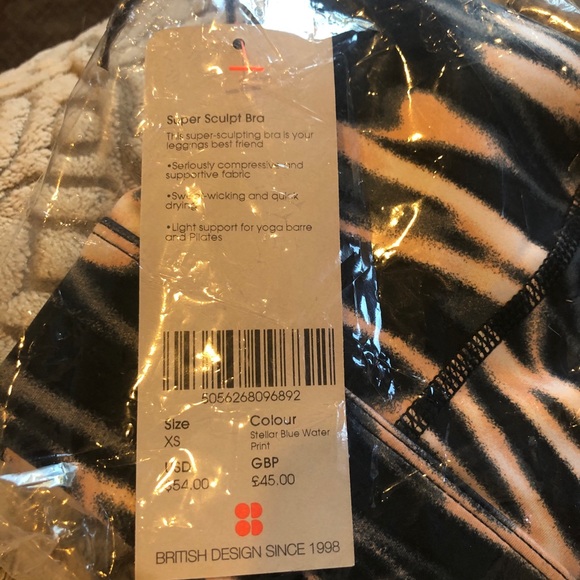 Super Sculpt Bra
This super-sculpting bra is your
leggings best friend
•Seriously compressive and
supportive fabric
•Sweat-wicking and quick
drying
•Light support for yoga barre
and Pilates
5056268096892
Size Colour
XS Stellar Blue Water
Print
USD GBP
$54.00 £45.00
BRITISH DESIGN SINCE 1998